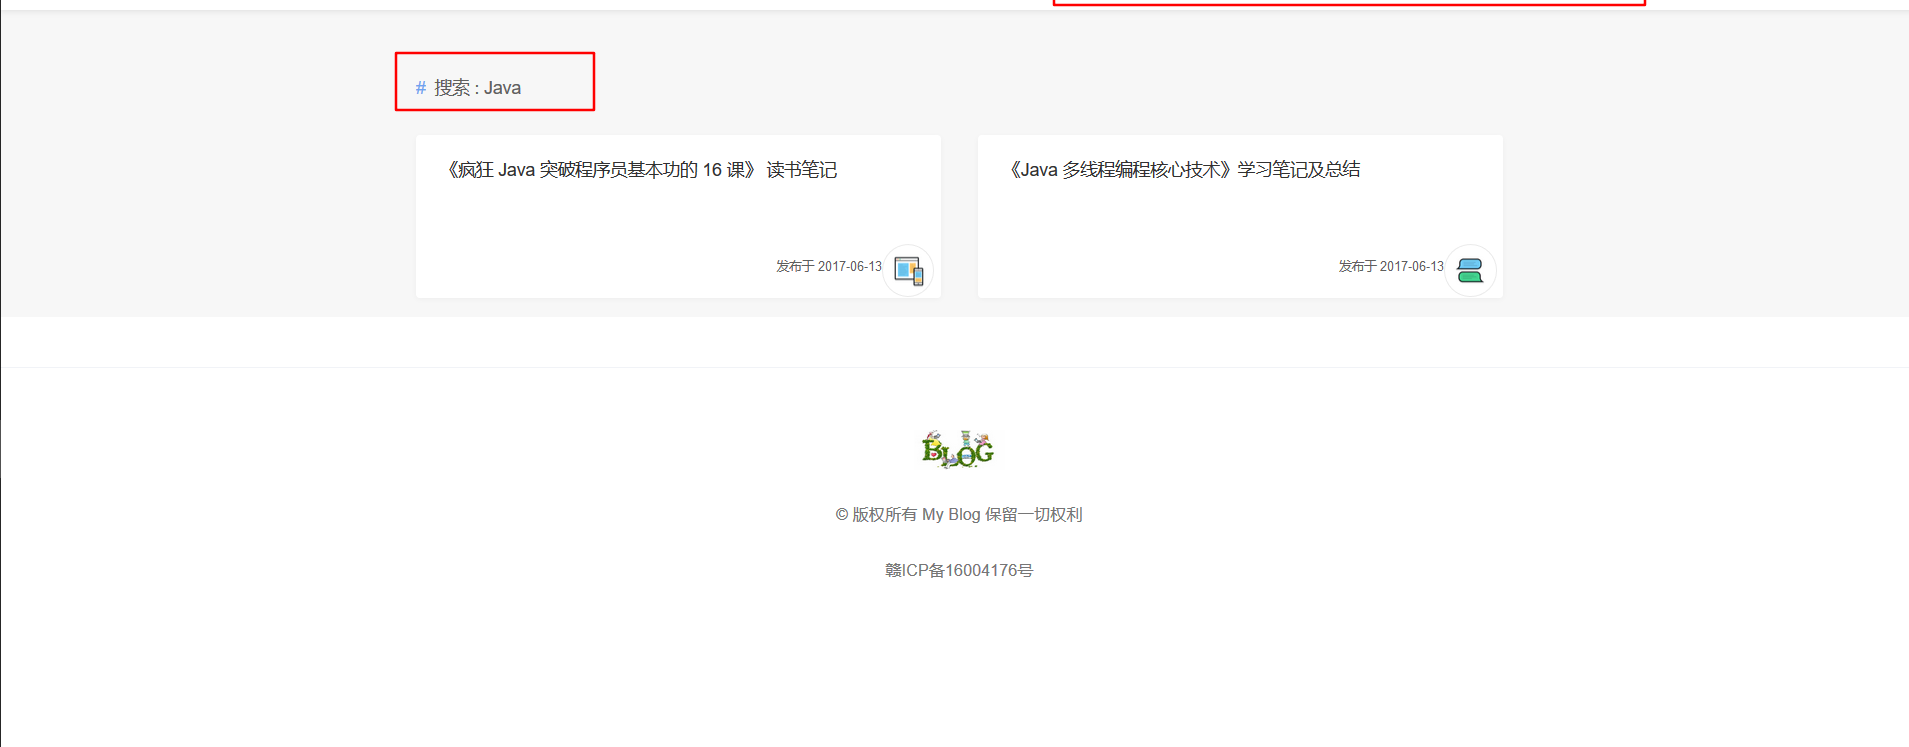 # 搜索 : Java
《疯狂 Java 突破程序员基本功的 16 课》 读书笔记
发布于 2017-06-13
《Java 多线程编程核心技术》学习笔记及总结
发布于 2017-06-13
BLOG
© 版权所有 My Blog 保留一切权利
赣ICP备16004176号